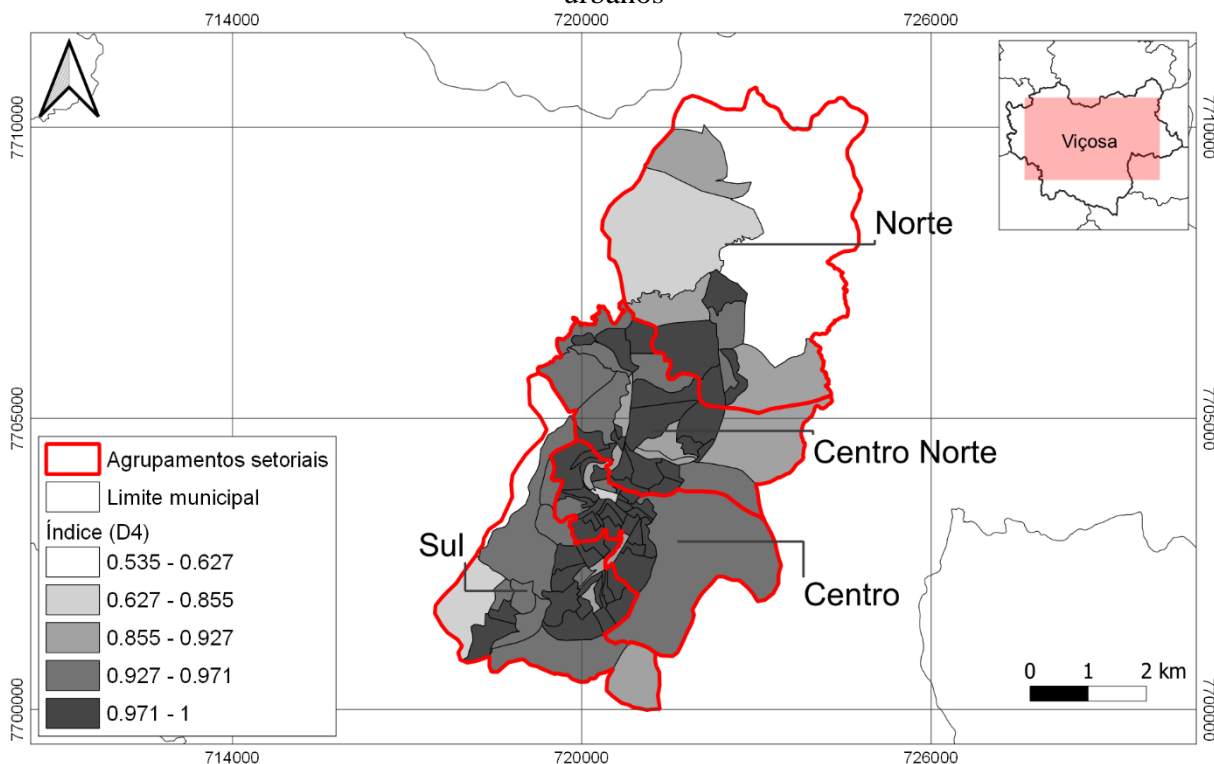 urbanos
714000
720000
726000
7710000
7710000
Viçosa
Norte
7705000
7705000
Centro Norte
Agrupamentos setoriais
Limite municipal
Índice (D4)
0.535 - 0.627
0.627 - 0.855
0.855 - 0.927
0.927 - 0.971
0.971 - 1
Sul
Centro
0 1 2 km
7700000
7700000
714000
720000
726000